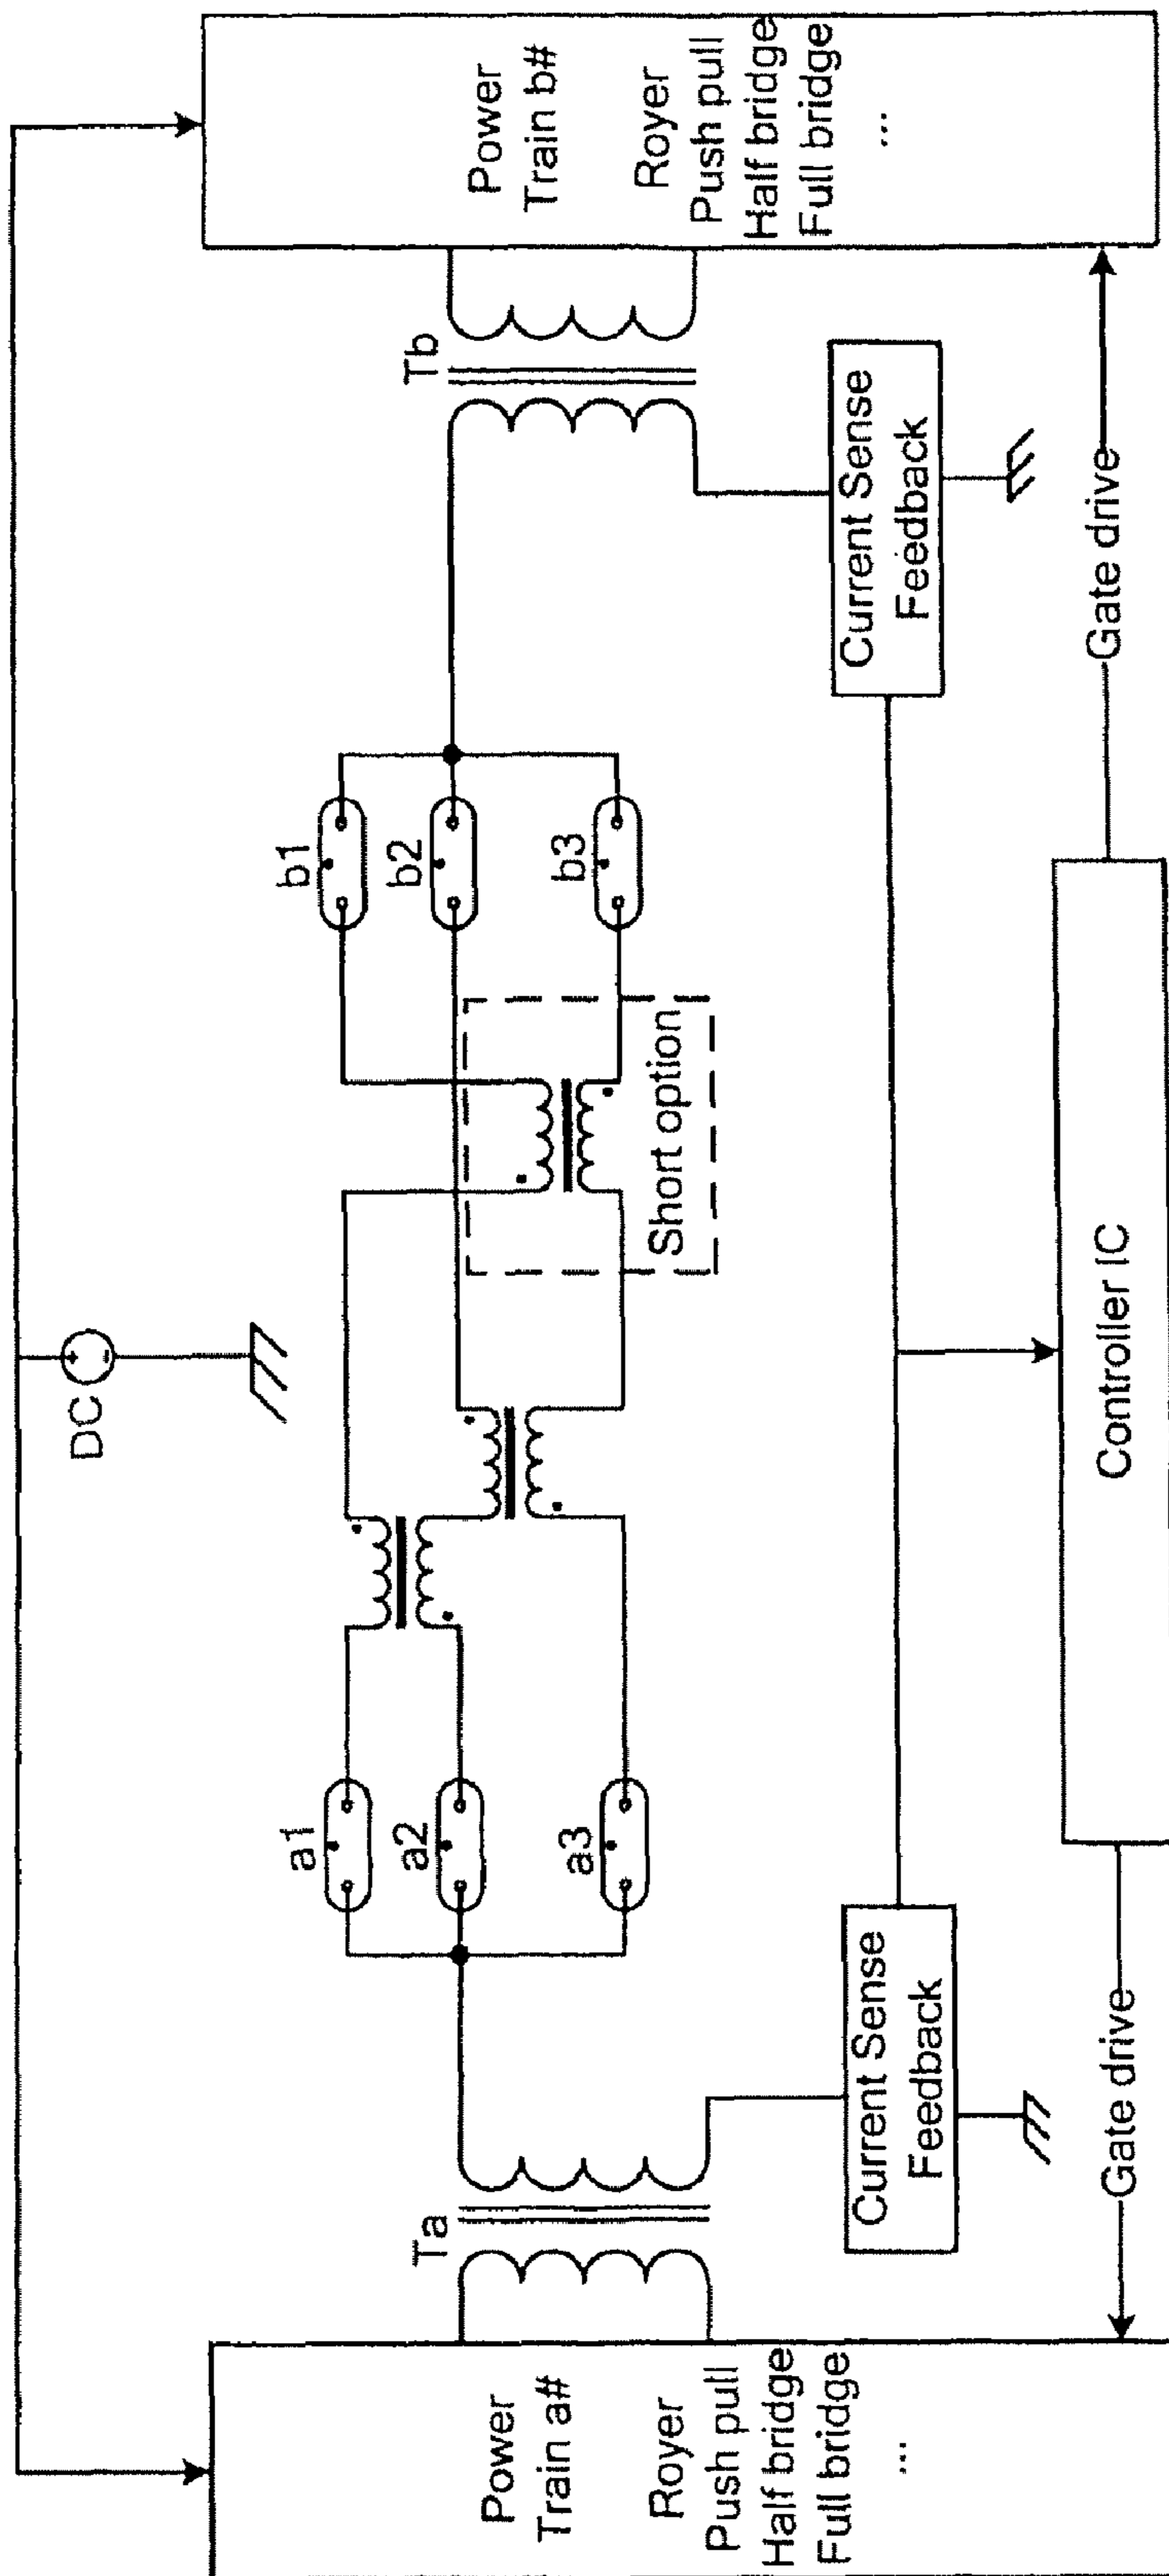 DC
Power
Train a#
Royer
Push pull
Half bridge
Full bridge
...
Ta
a1
a2
a3
Short option
b1
b2
b3
Tb
Power
Train b#
Royer
Push pull
Half bridge
Full bridge
...
Current Sense
Feedback
Current Sense
Feedback
Gate drive
Controller IC
Gate drive